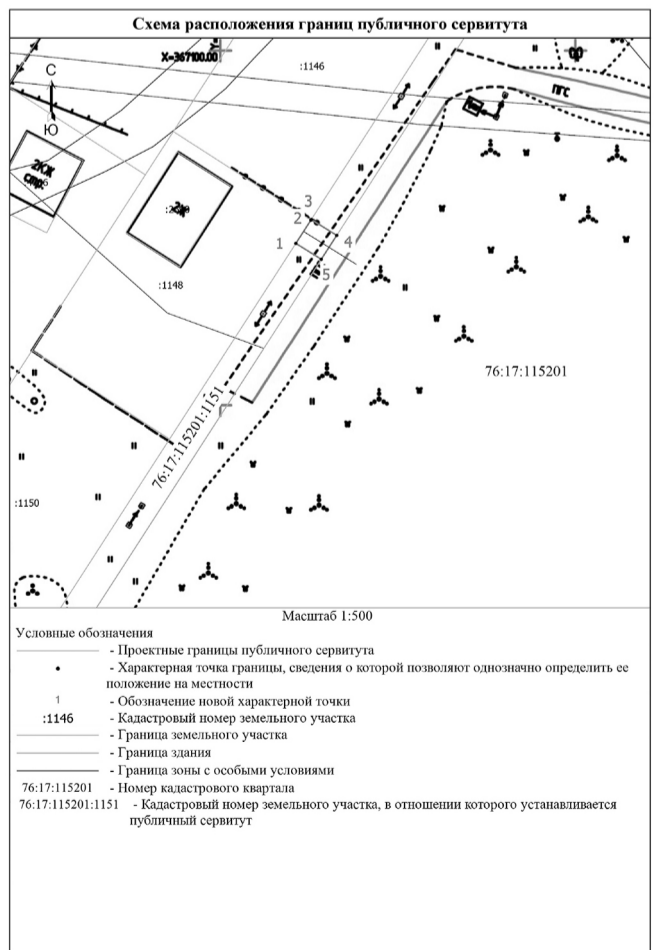 Схема расположения границ публичного сервитута
X=367100.00
Y=
:1146
С
Ю
ПГС
2КЖ
стр.
2Ж
3
2
1
4
5
:1148
76:17:115201
76:17:115201:1151
:1150
Масштаб 1:500
Условные обозначения
- Проектные границы публичного сервитута
- Характерная точка границы, сведения о которой позволяют однозначно определить ее
положение на местности
1 - Обозначение новой характерной точки
:1146 - Кадастровый номер земельного участка
- Граница земельного участка
- Граница здания
- Граница зоны с особыми условиями
76:17:115201 - Номер кадастрового квартала
76:17:115201:1151 - Кадастровый номер земельного участка, в отношении которого устанавливается
публичный сервитут